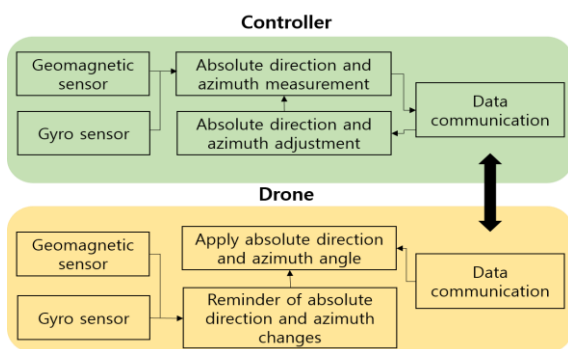 Controller
Geomagnetic
sensor
Absolute direction and
azimuth measurement
Data
communication
Gyro sensor
Absolute direction and
azimuth adjustment
Drone
Geomagnetic
sensor
Apply absolute direction
and azimuth angle
Data
communication
Gyro sensor
Reminder of absolute
direction and azimuth
changes